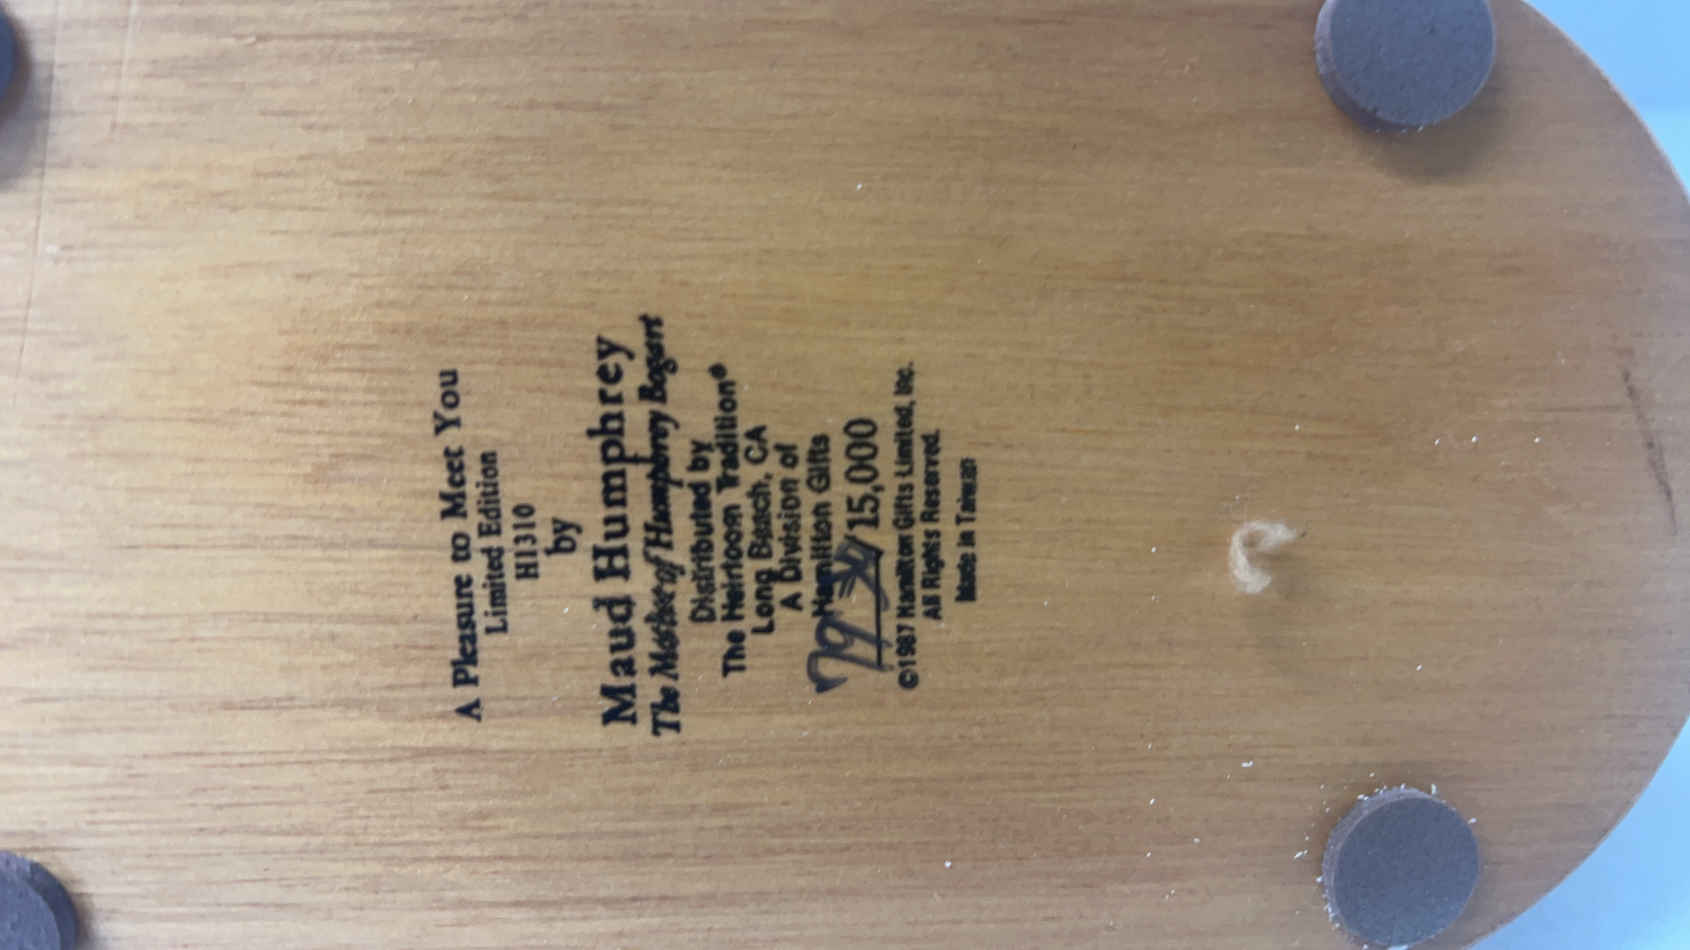 A Pleasure to Meet You
Limited Edition
H1310
by
Maud Humphrey
The Mother of Humphrey Bogart
Distributed by
The Heirloom Tradition®
Long Beach, CA
A Division of
Hamilton Gifts
/15,000
©1987 Hamilton Gifts Limited, Inc.
All Rights Reserved.
Made in Taiwan